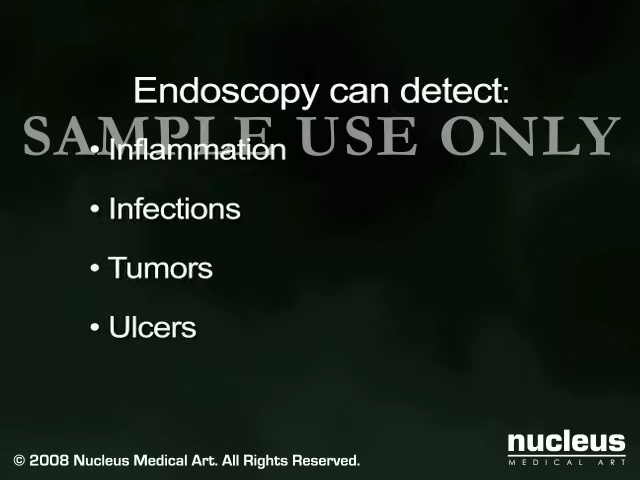 Endoscopy can detect:
SAMPLE USE ONLY
• Inflammation
• Infections
• Tumors
• Ulcers
nucleus
MEDICAL ART
© 2008 Nucleus Medical Art. All Rights Reserved.